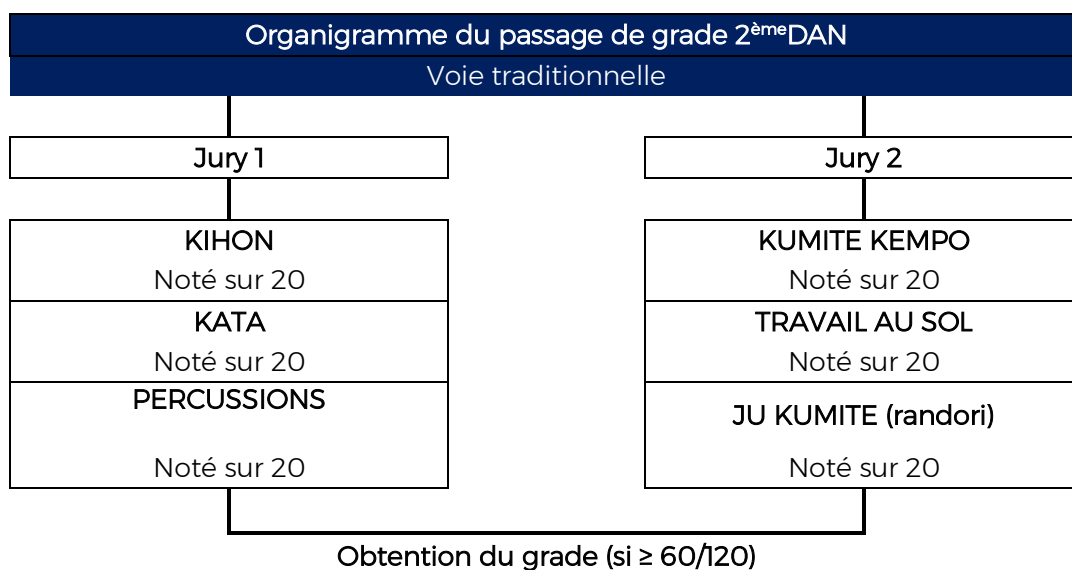 Organigramme du passage de grade 2èmeDAN
Voie traditionnelle
Jury 1
KIHON
Noté sur 20
KATA
Noté sur 20
PERCUSSIONS
Noté sur 20
Jury 2
KUMITE KEMPO
Noté sur 20
TRAVAIL AU SOL
Noté sur 20
JU KUMITE (randori)
Noté sur 20
Obtention du grade (si ≥ 60/120)